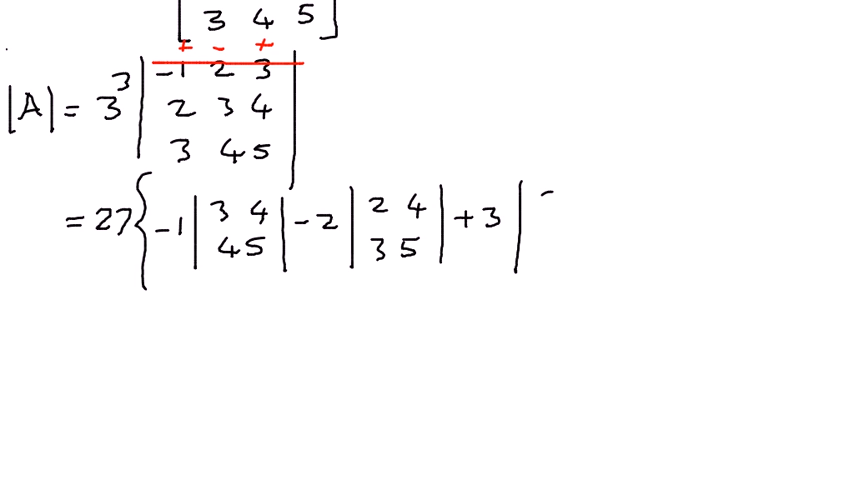 3 4 5
+ - +
-1 2 3
|A| = 3³ 2 3 4
3 4 5
= 27 { -1 | 3 4 | - 2 | 2 4 | + 3 |
4 5 3 5